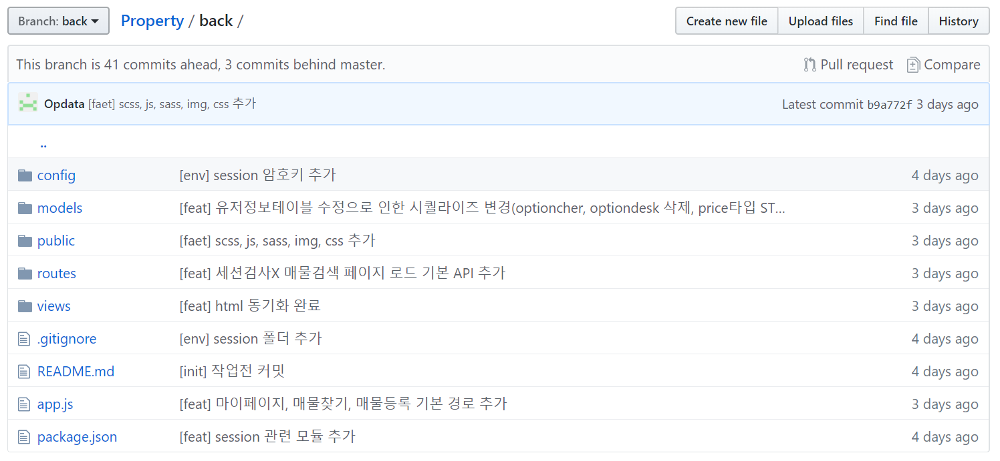 Branch: back Property / back / Create new file Upload files Find file History
This branch is 41 commits ahead, 3 commits behind master. Pull request Compare
Opdata [faet] scss, js, sass, img, css 추가 Latest commit b9a772f 3 days ago
..
config [env] session 암호키 추가 4 days ago
models [feat] 유저정보테이블 수정으로 인한 시퀄라이즈 변경(optioncher, optiondesk 삭제, price타입 ST... 3 days ago
public [faet] scss, js, sass, img, css 추가 3 days ago
routes [feat] 세션검사X 매물검색 페이지 로드 기본 API 추가 3 days ago
views [feat] html 동기화 완료 3 days ago
.gitignore [env] session 폴더 추가 4 days ago
README.md [init] 작업전 커밋 4 days ago
app.js [feat] 마이페이지, 매물찾기, 매물등록 기본 경로 추가 3 days ago
package.json [feat] session 관련 모듈 추가 4 days ago